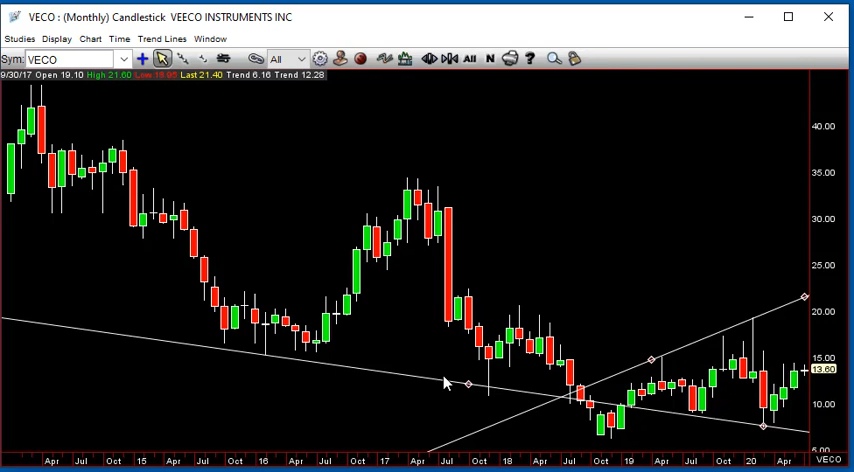 VECO : (Monthly) Candlestick  VEECO INSTRUMENTS INC
Studies Display Chart Time Trend Lines Window
Sym: VECO All All N ?
9/30/17 Open 19.10 High 21.60 Low 18.95 Last 21.40 Trend 6.16 Trend 12.28
40.00
35.00
30.00
25.00
20.00
15.00
13.60
10.00
5.00
Apr Jul Oct 15 Apr Jul Oct 16 Apr Jul Oct 17 Apr Jul Oct 18 Apr Jul Oct 19 Apr Jul Oct 20 Apr VECO